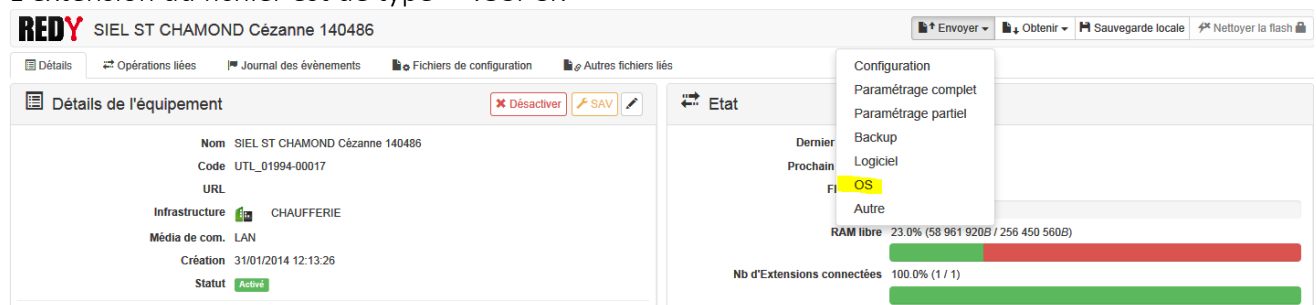 REDY SIEL ST CHAMOND Cézanne 140486 Envoyer Obtenir Sauvegarde locale Nettoyer la flash
Détails Opérations liées Journal des évènements Fichiers de configuration Autres fichiers liés
Configuration
Paramétrage complet
Paramétrage partiel
Backup
Logiciel
OS
Autre
Détails de l'équipement Désactiver SAV
Nom SIEL ST CHAMOND Cézanne 140486
Code UTL_01994-00017
URL
Infrastructure CHAUFFERIE
Média de com. LAN
Création 31/01/2014 12:13:26
Statut Activé
Etat
Dernier
Prochain
RAM libre 23.0% (58 961 920B / 256 450 560B)
Nb d'Extensions connectées 100.0% (1 / 1)